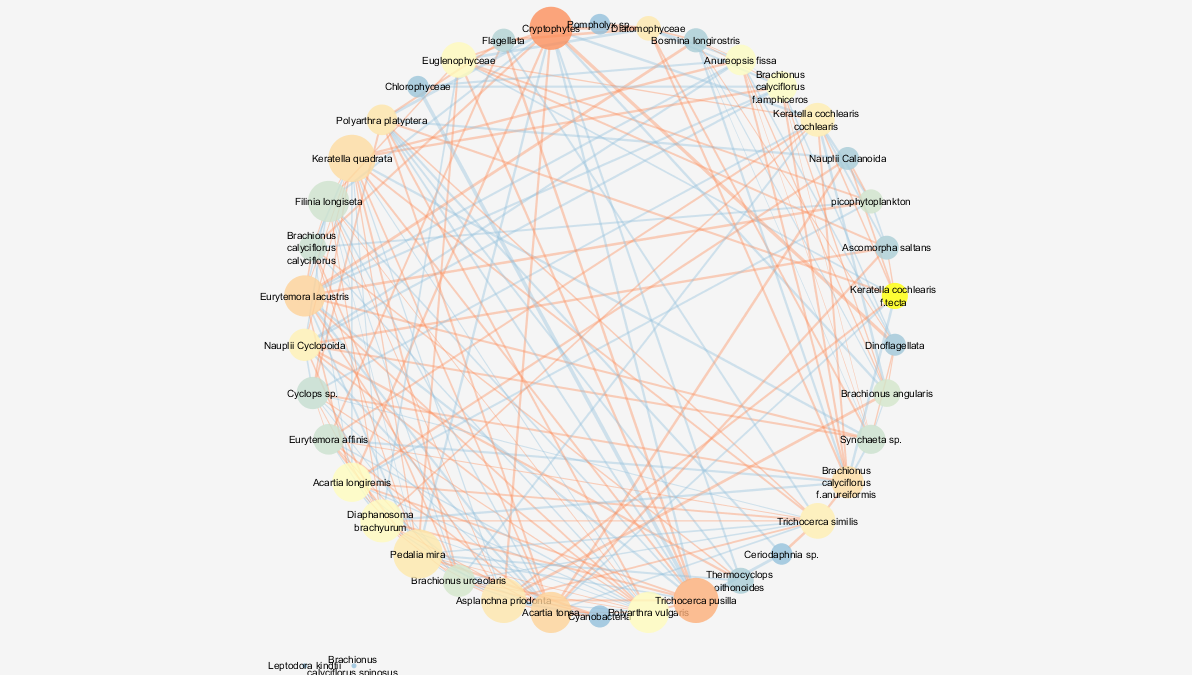 Cryptophytes
Pompholyx sp.
Diatomophyceae
Flagellata
Bosmina longirostris
Euglenophyceae
Anureopsis fissa
Chlorophyceae
Brachionus
calyciflorus
f.amphiceros
Polyarthra platyptera
Keratella cochlearis
cochlearis
Keratella quadrata
Nauplii Calanoida
Filinia longiseta
picophytoplankton
Brachionus
calyciflorus
calyciflorus
Ascomorpha saltans
Eurytemora lacustris
Keratella cochlearis
f.tecta
Nauplii Cyclopoida
Dinoflagellata
Cyclops sp.
Brachionus angularis
Eurytemora affinis
Synchaeta sp.
Acartia longiremis
Brachionus
calyciflorus
f.anureiformis
Diaphanosoma
brachyurum
Trichocerca similis
Pedalia mira
Ceriodaphnia sp.
Brachionus urceolaris
Thermocyclops
oithonoides
Asplanchna priodonta
Acartia tonsa
Cyanobacteria
Polyarthra vulgaris
Trichocerca pusilla
Leptodora kindtii
Brachionus
calyciflorus spinosus